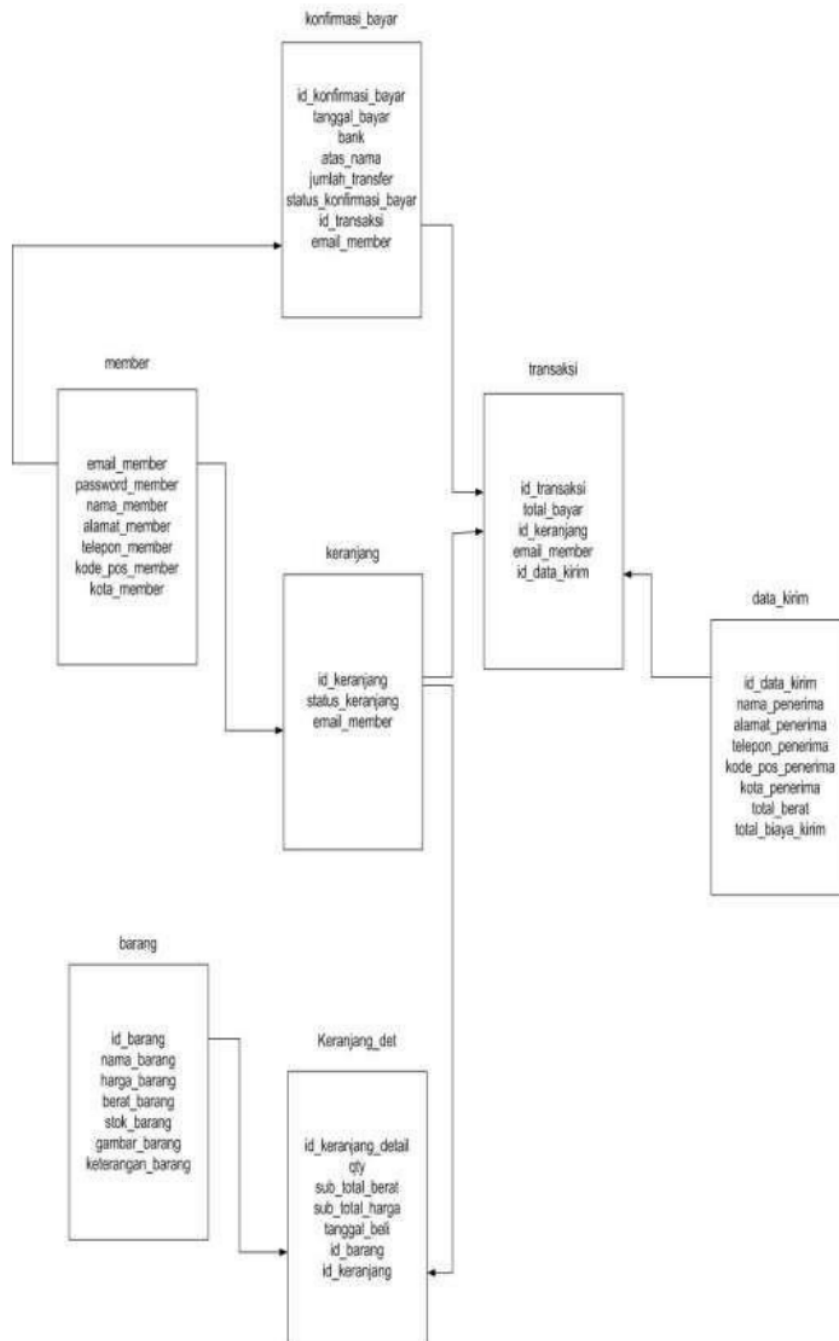 konfirmasi_bayar
id_konfirmasi_bayar
tanggal_bayar
bank
atas_nama
jumlah_transfer
status_konfirmasi_bayar
id_transaksi
email_member
member
email_member
password_member
nama_member
alamat_member
telepon_member
kode_pos_member
kota_member
transaksi
id_transaksi
total_bayar
id_keranjang
email_member
id_data_kirim
keranjang
id_keranjang
status_keranjang
email_member
data_kirim
id_data_kirim
nama_penerima
alamat_penerima
telepon_penerima
kode_pos_penerima
kota_penerima
total_berat
total_biaya_kirim
barang
id_barang
nama_barang
harga_barang
berat_barang
stok_barang
gambar_barang
keterangan_barang
Keranjang_det
id_keranjang_detail
qty
sub_total_berat
sub_total_harga
tanggal_beli
id_barang
id_keranjang